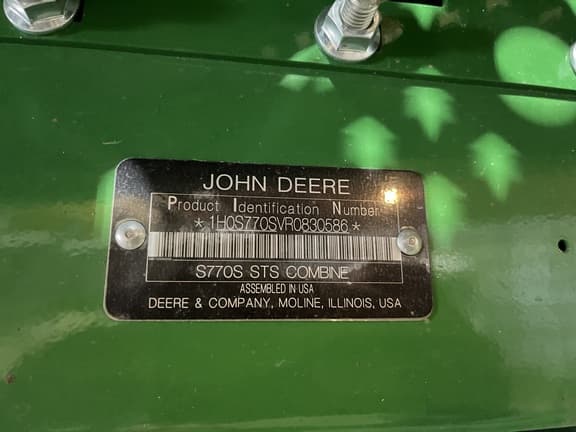 JOHN DEERE
Product Identification Number
*1H0S770SVR0830586*
S770S STS COMBINE
ASSEMBLED IN USA
DEERE & COMPANY, MOLINE, ILLINOIS, USA